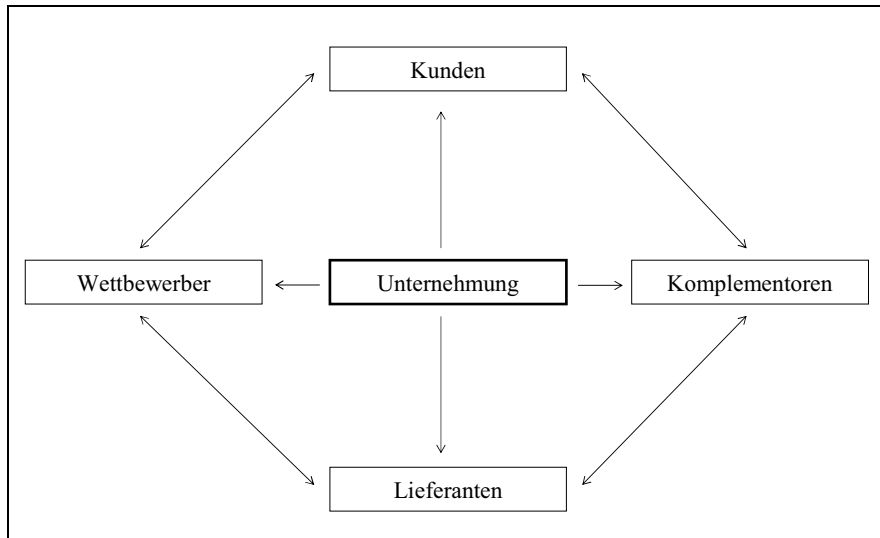 Kunden
Wettbewerber
Unternehmung
Komplementoren
Lieferanten